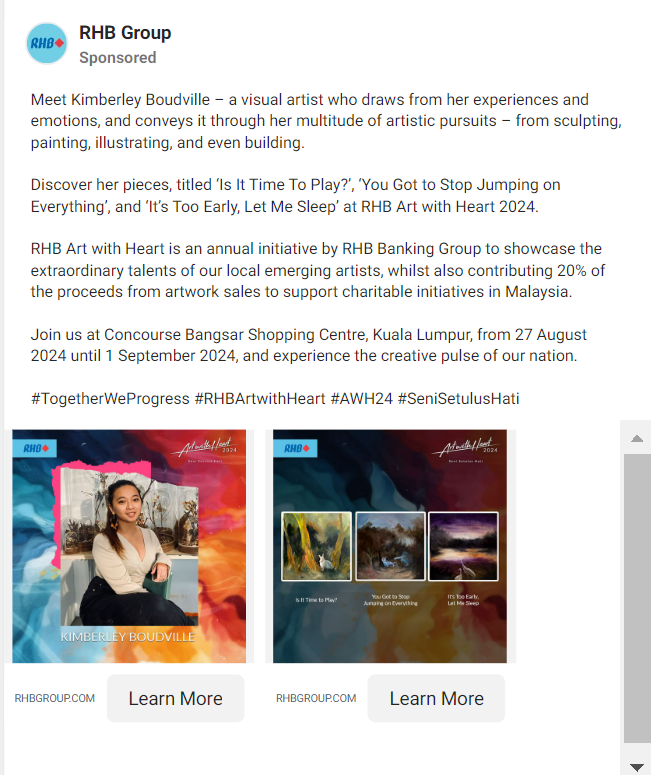 RHB Group
Sponsored
RHB
Meet Kimberley Boudville – a visual artist who draws from her experiences and
emotions, and conveys it through her multitude of artistic pursuits – from sculpting,
painting, illustrating, and even building.
Discover her pieces, titled ‘Is It Time To Play?’, ‘You Got to Stop Jumping on
Everything’, and ‘It’s Too Early, Let Me Sleep’ at RHB Art with Heart 2024.
RHB Art with Heart is an annual initiative by RHB Banking Group to showcase the
extraordinary talents of our local emerging artists, whilst also contributing 20% of
the proceeds from artwork sales to support charitable initiatives in Malaysia.
Join us at Concourse Bangsar Shopping Centre, Kuala Lumpur, from 27 August
2024 until 1 September 2024, and experience the creative pulse of our nation.
#TogetherWeProgress #RHBArtwithHeart #AWH24 #SeniSetulusHati
RHB
Art with Heart
2024
Seni Setulus Hati
KIMBERLEY BOUDVILLE
RHB
Art with Heart
2024
Seni Setulus Hati
Is It Time to Play?
You Got to Stop
Jumping on Everything
It's Too Early,
Let Me Sleep
RHBGROUP.COM
Learn More
RHBGROUP.COM
Learn More